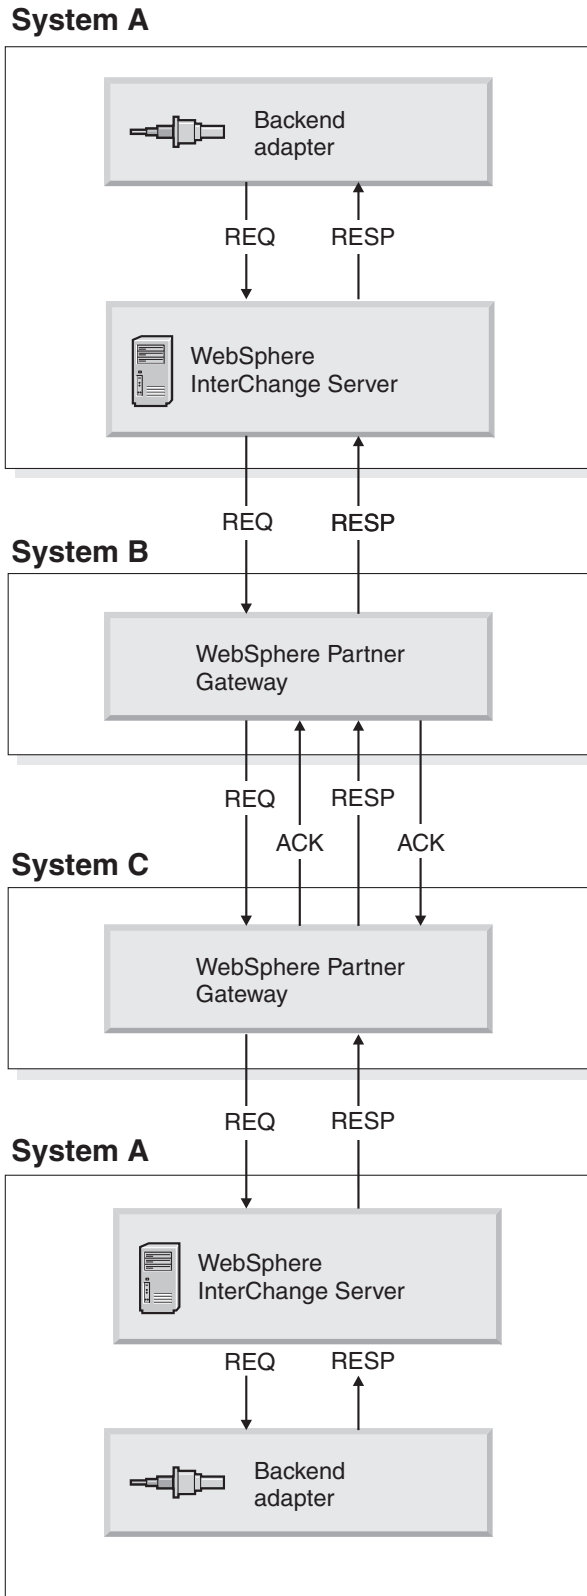 System A
Backend
adapter
REQ RESP
WebSphere
InterChange Server
REQ RESP
System B
WebSphere Partner
Gateway
REQ RESP
ACK ACK
System C
WebSphere Partner
Gateway
REQ RESP
System A
WebSphere
InterChange Server
REQ RESP
Backend
adapter